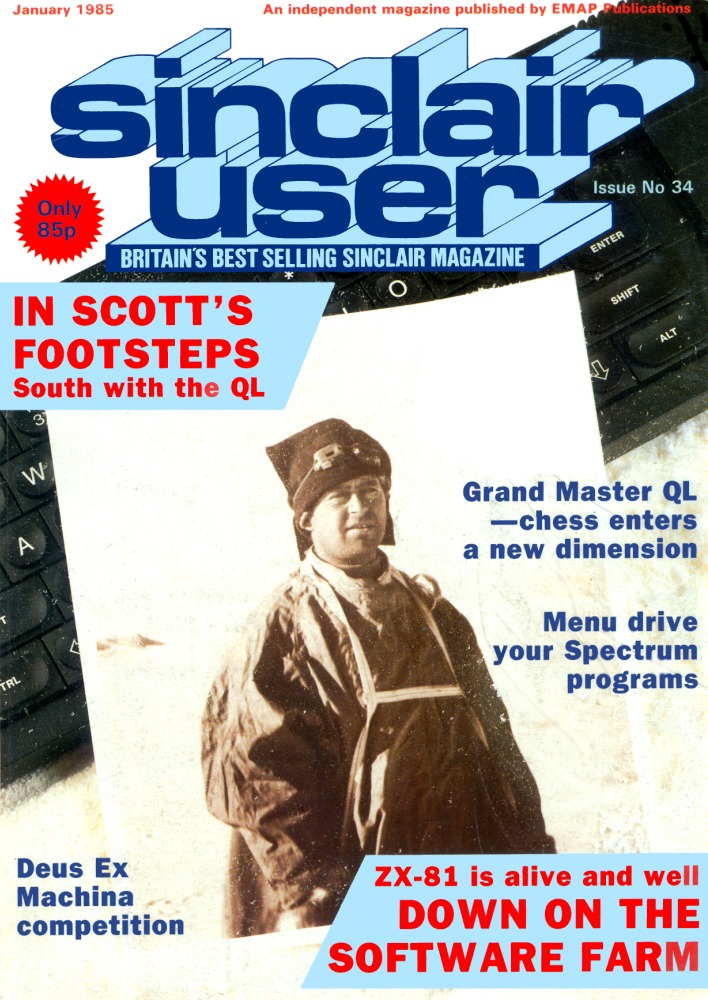 January 1985
An independent magazine published by EMAP Publications
sinclair
user
Issue No 34
Only
85p
BRITAIN'S BEST SELLING SINCLAIR MAGAZINE
IN SCOTT'S
FOOTSTEPS
South with the QL
*
O
ENTER
SHIFT
ALT
3
W
A
T
TRL
Grand Master QL
—chess enters
a new dimension
Menu drive
your Spectrum
programs
Deus Ex
Machina
competition
ZX-81 is alive and well
DOWN ON THE
SOFTWARE FARM